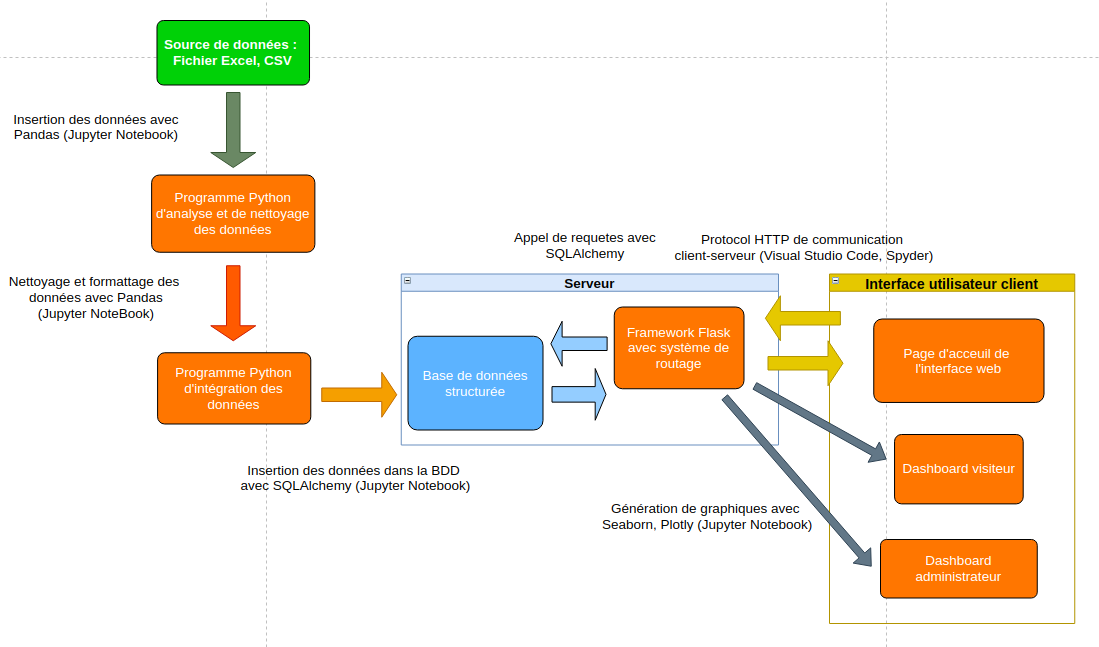 Source de données :
Fichier Excel, CSV
Insertion des données avec
Pandas (Jupyter Notebook)
Programme Python
d'analyse et de nettoyage
des données
Nettoyage et formattage des
données avec Pandas
(Jupyter NoteBook)
Programme Python
d'intégration des
données
Insertion des données dans la BDD
avec SQLAlchemy (Jupyter Notebook)
Appel de requetes avec
SQLAlchemy
Serveur
Base de données
structurée
Framework Flask
avec système de
routage
Protocol HTTP de communication
client-serveur (Visual Studio Code, Spyder)
Interface utilisateur client
Page d'acceuil de
l'interface web
Dashboard visiteur
Génération de graphiques avec
Seaborn, Plotly (Jupyter Notebook)
Dashboard
administrateur